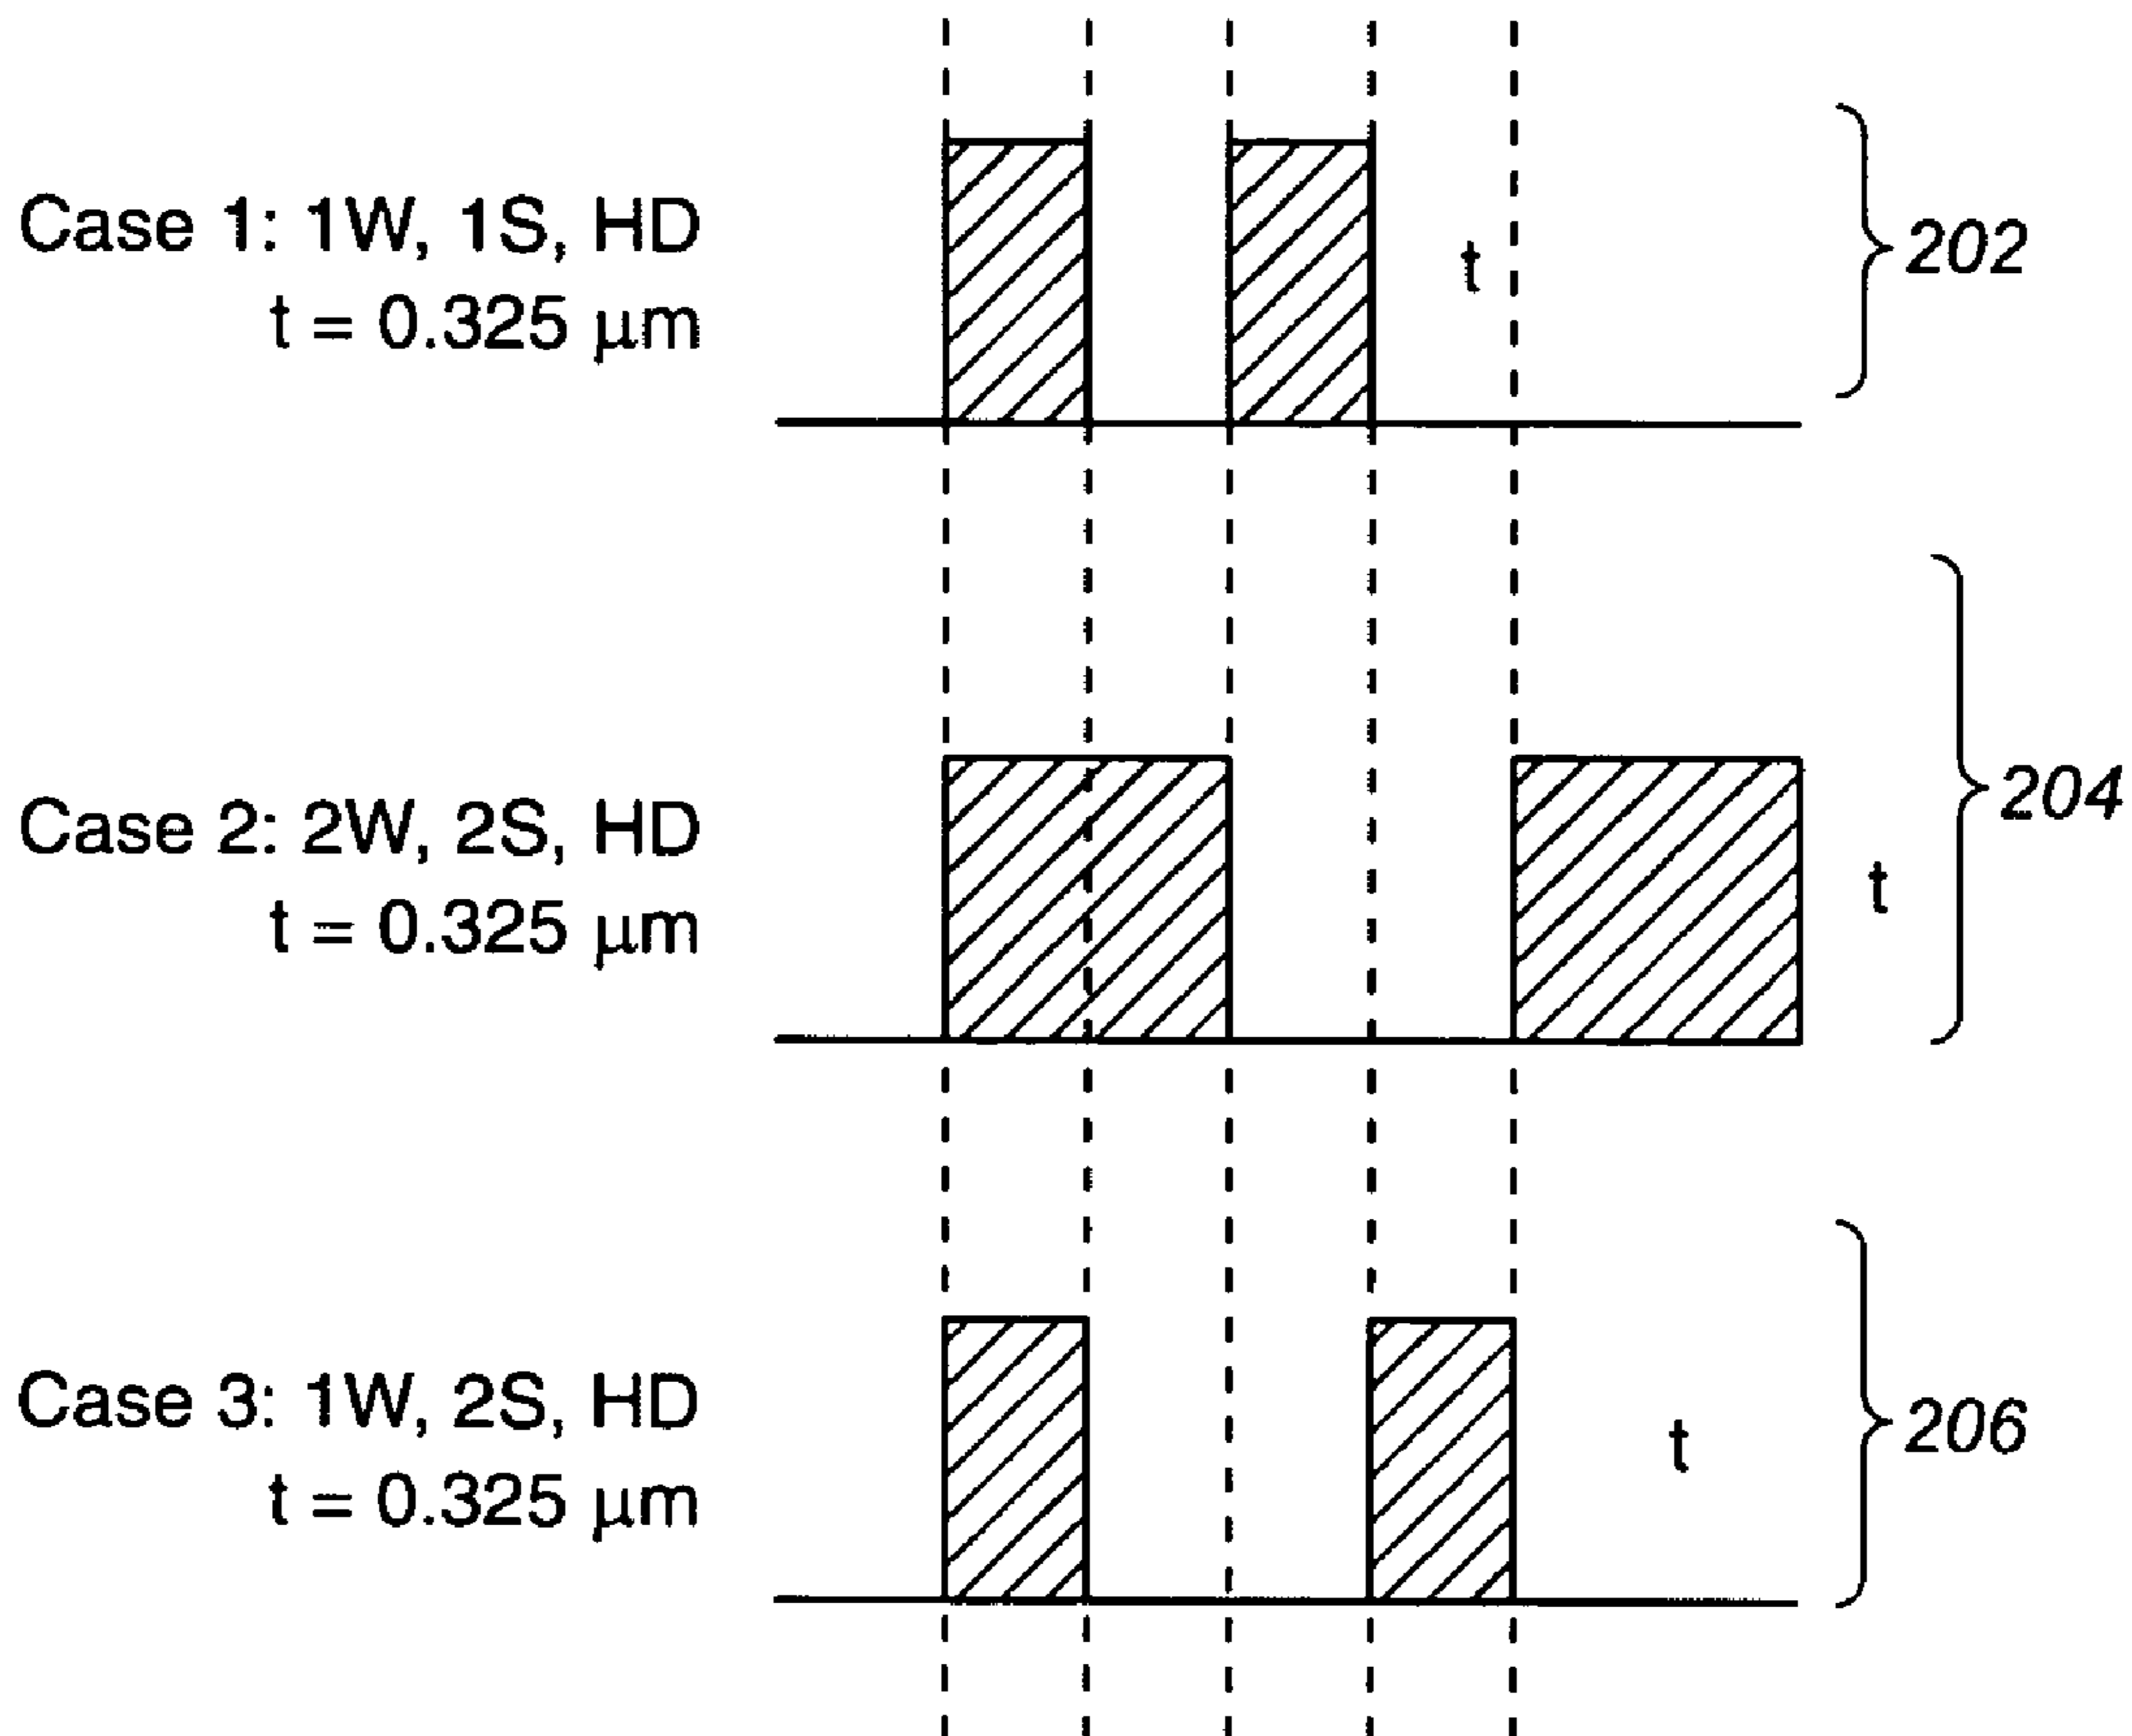 Case 1: 1W, 1S, HD
t = 0.325 µm
t
202
Case 2: 2W, 2S, HD
t = 0.325 µm
t
204
Case 3: 1W, 2S, HD
t = 0.325 µm
t
206